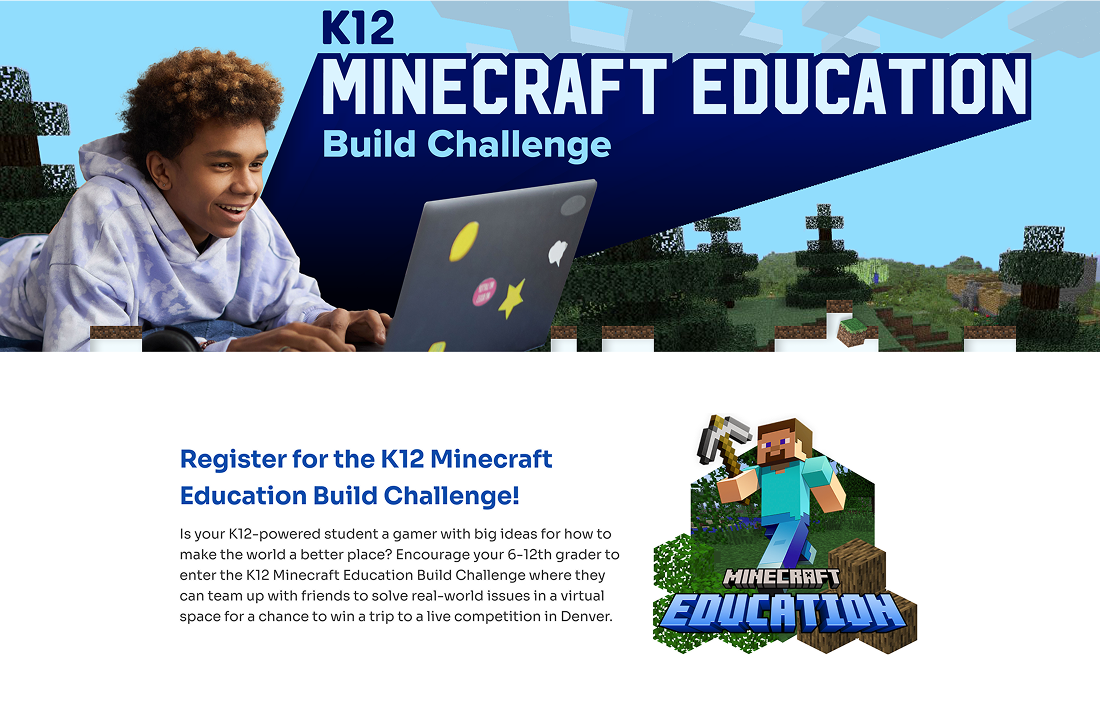 K12
MINECRAFT EDUCATION
Build Challenge
Register for the K12 Minecraft
Education Build Challenge!
Is your K12-powered student a gamer with big ideas for how to
make the world a better place? Encourage your 6-12th grader to
enter the K12 Minecraft Education Build Challenge where they
can team up with friends to solve real-world issues in a virtual
space for a chance to win a trip to a live competition in Denver.
MINECRAFT
EDUCATION